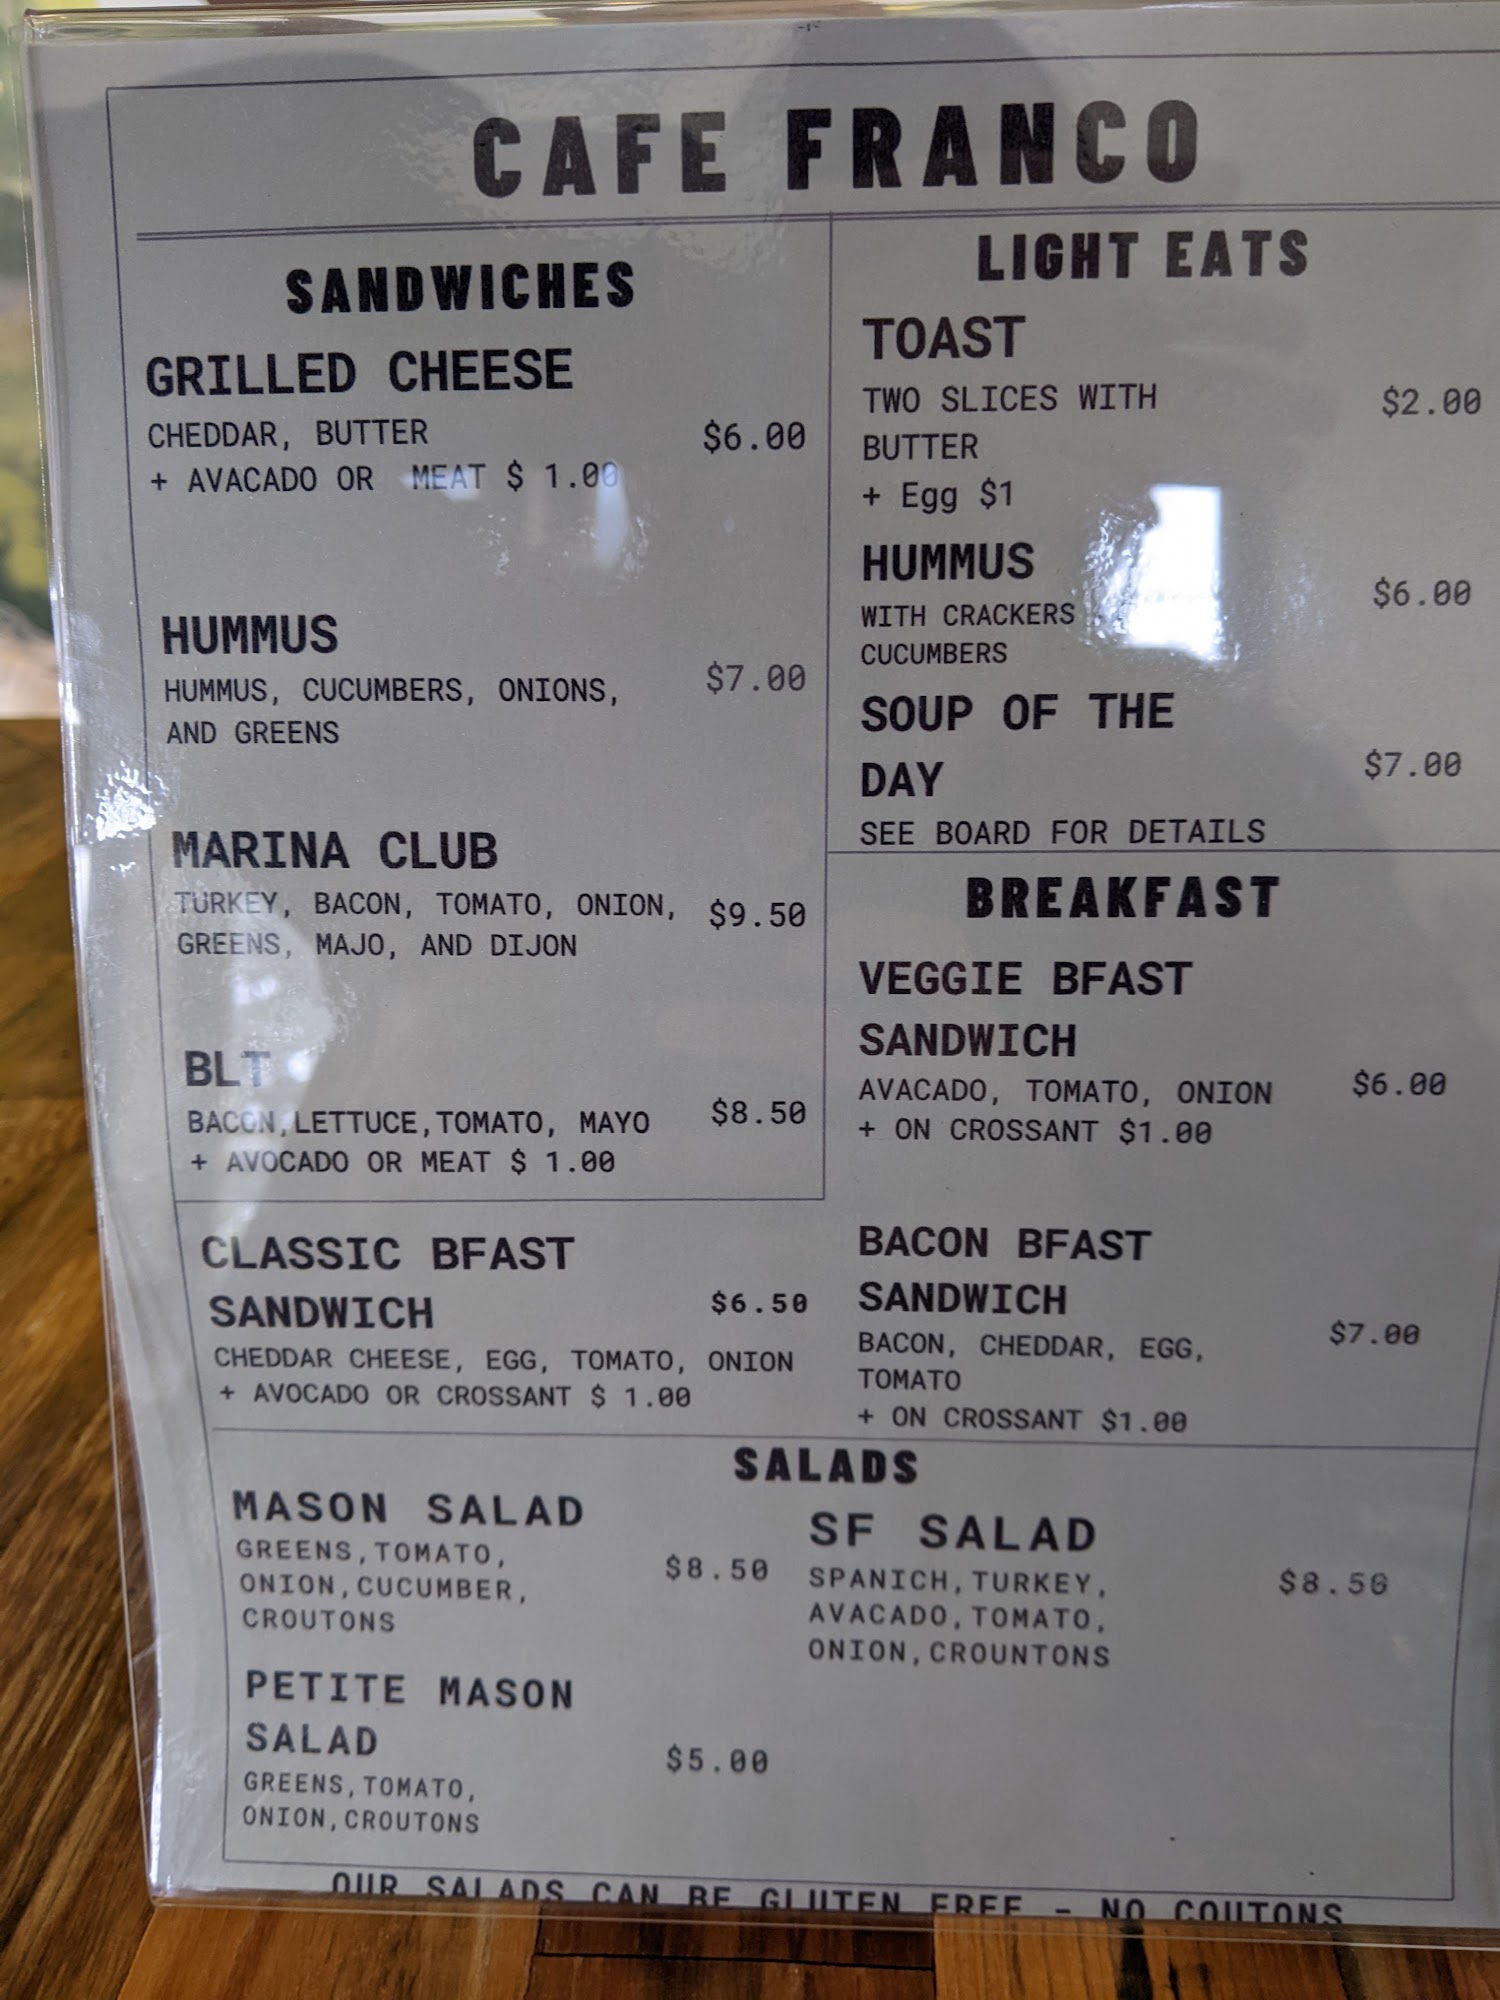 CAFE FRANCO
SANDWICHES
GRILLED CHEESE
CHEDDAR, BUTTER $6.00
+ AVACADO OR MEAT $ 1.00
HUMMUS
HUMMUS, CUCUMBERS, ONIONS, $7.00
AND GREENS
MARINA CLUB
TURKEY, BACON, TOMATO, ONION, $9.50
GREENS, MAJO, AND DIJON
BLT
BACON,LETTUCE,TOMATO, MAYO $8.50
+ AVOCADO OR MEAT $ 1.00
LIGHT EATS
TOAST
TWO SLICES WITH $2.00
BUTTER
+ Egg $1
HUMMUS
WITH CRACKERS $6.00
CUCUMBERS
SOUP OF THE
DAY $7.00
SEE BOARD FOR DETAILS
BREAKFAST
VEGGIE BFAST
SANDWICH
AVACADO, TOMATO, ONION $6.00
+ ON CROSSANT $1.00
CLASSIC BFAST
SANDWICH $6.50
CHEDDAR CHEESE, EGG, TOMATO, ONION
+ AVOCADO OR CROSSANT $ 1.00
BACON BFAST
SANDWICH
BACON, CHEDDAR, EGG, $7.00
TOMATO
+ ON CROSSANT $1.00
SALADS
MASON SALAD
GREENS,TOMATO, $8.50
ONION,CUCUMBER,
CROUTONS
PETITE MASON
SALAD $5.00
GREENS,TOMATO,
ONION,CROUTONS
SF SALAD
SPANICH,TURKEY, $8.50
AVACADO,TOMATO,
ONION,CROUNTONS
OUR SALADS CAN BE GLUTEN FREE - NO COUTONS